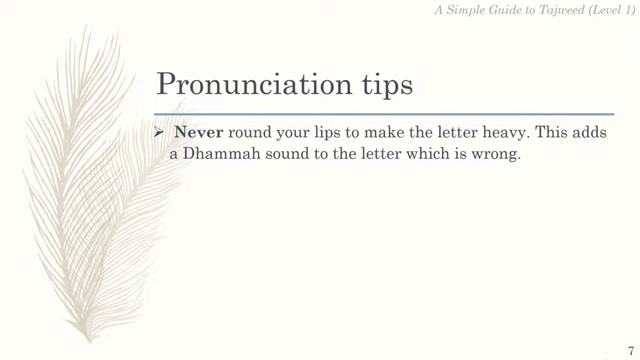 A Simple Guide to Tajweed (Level 1)
Pronunciation tips
➢ Never round your lips to make the letter heavy. This adds
a Dhammah sound to the letter which is wrong.
7